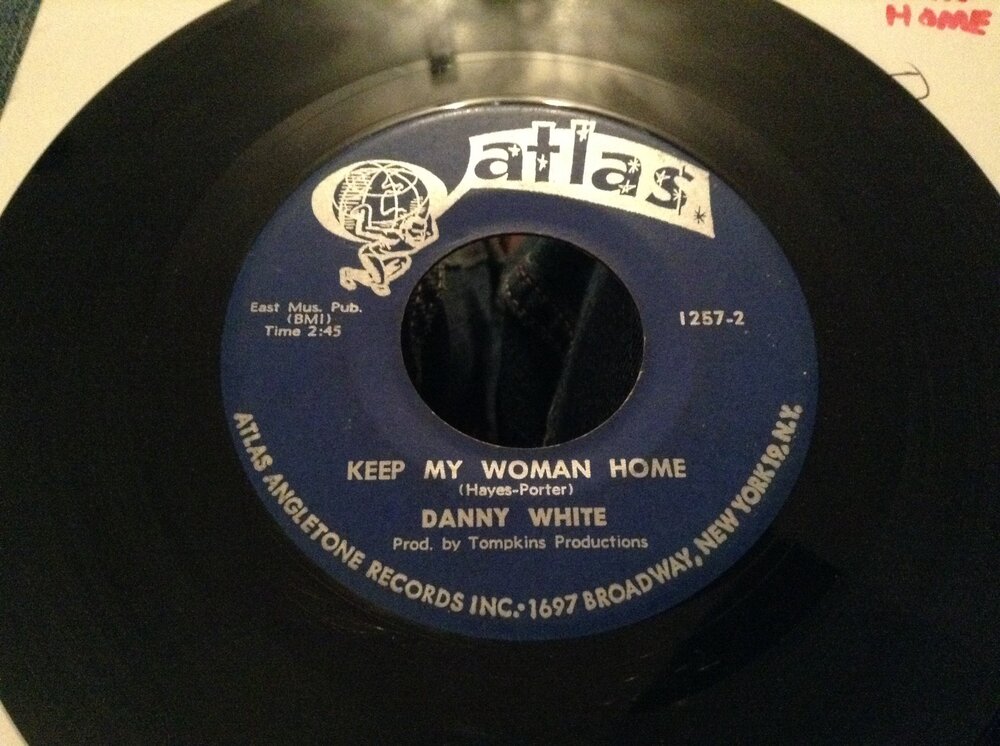 HOME
atlas
East Mus. Pub.
(BMI)
Time 2:45
1257-2
KEEP MY WOMAN HOME
(Hayes-Porter)
DANNY WHITE
Prod. by Tompkins Productions
ATLAS ANGLETONE RECORDS INC.•1697 BROADWAY, NEW YORK 19, N.Y.